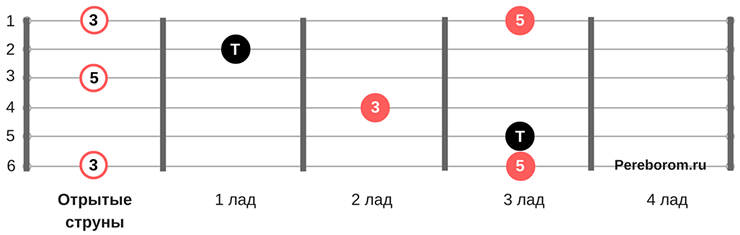 1 3 5
2 T
3 5
4 3
5 T
6 3 5 Pereborom.ru
Отрытые струны 1 лад 2 лад 3 лад 4 лад